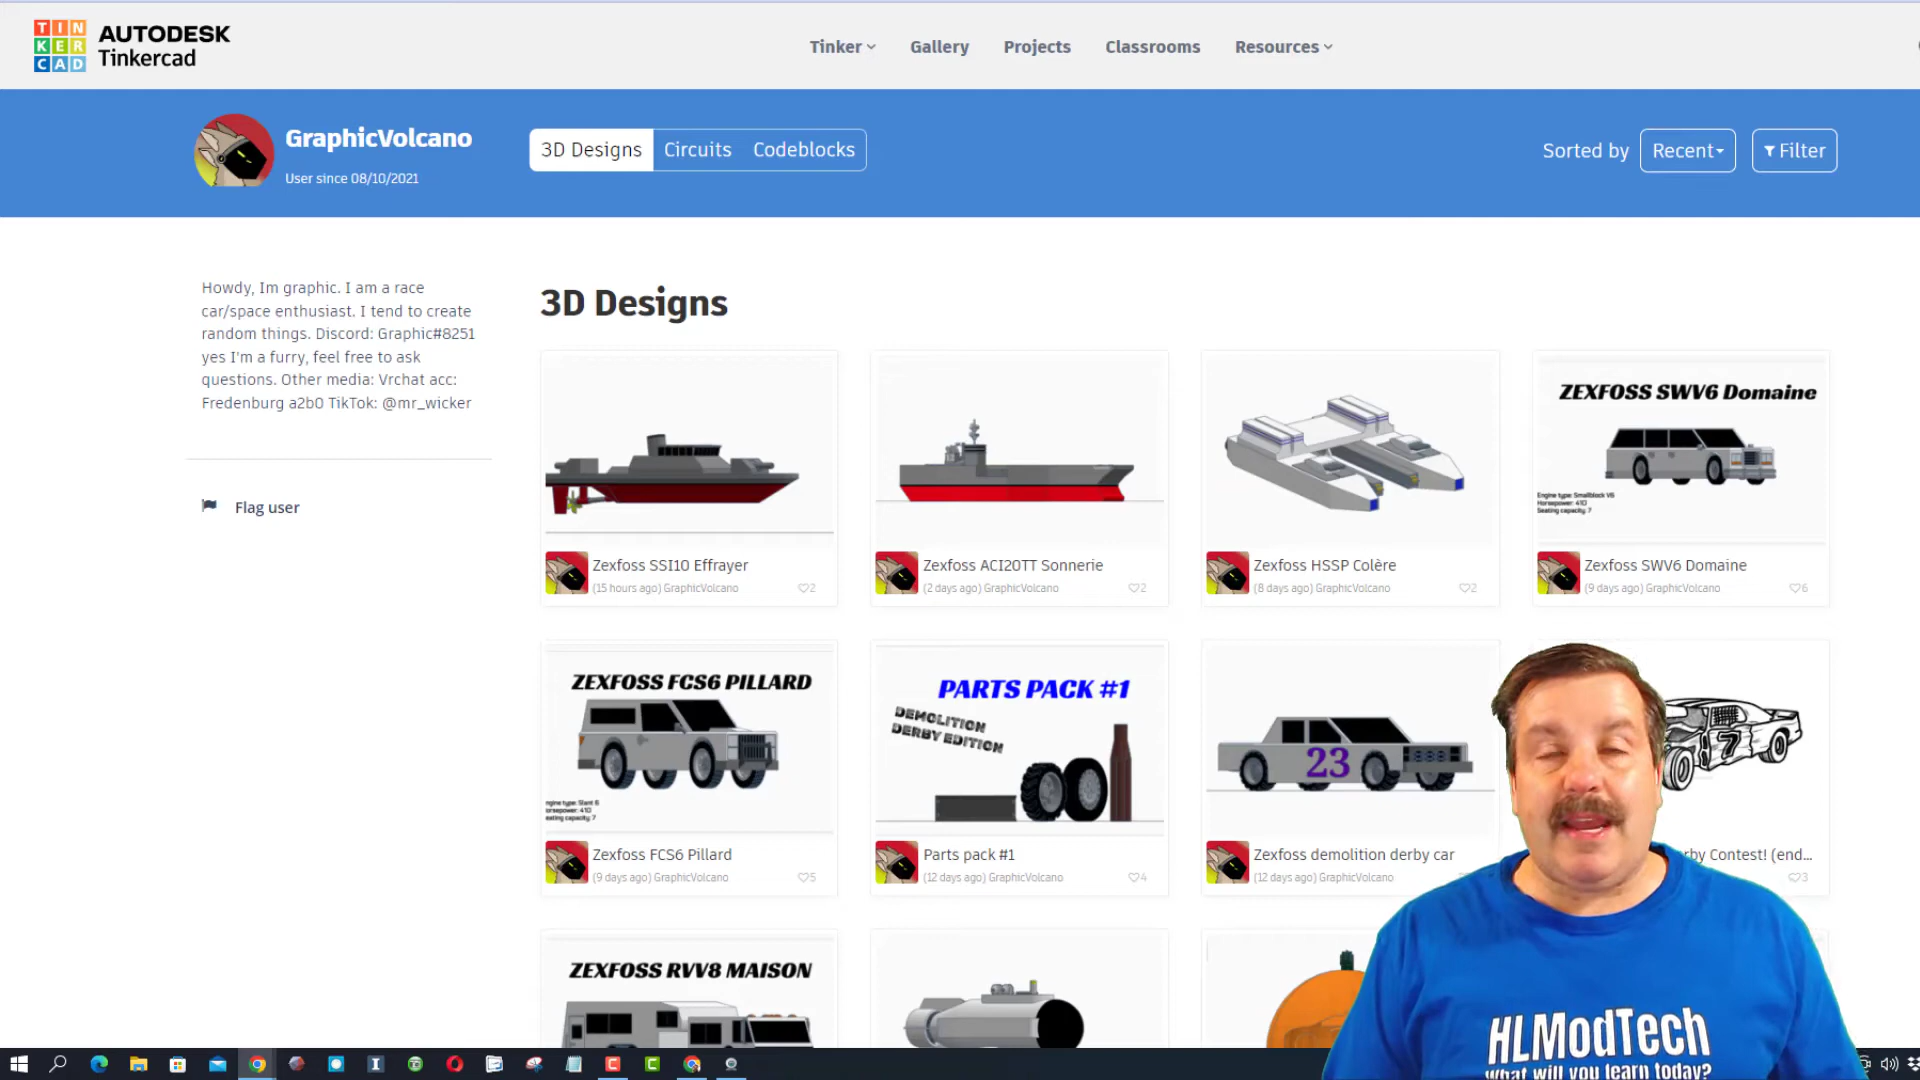 TIN
KER
CAD
AUTODESK
Tinkercad
Tinker
Gallery
Projects
Classrooms
Resources
GraphicVolcano
User since 08/10/2021
3D Designs
Circuits
Codeblocks
Sorted by
Recent
Filter
Howdy, Im graphic. I am a race
car/space enthusiast. I tend to create
random things. Discord: Graphic#8251
yes I'm a furry, feel free to ask
questions. Other media: Vrchat acc:
Fredenburg a2b0 TikTok: @mr_wicker
Flag user
3D Designs
Zexfoss SSI10 Effrayer
(15 hours ago) GraphicVolcano
2
Zexfoss ACI20TT Sonnerie
(2 days ago) GraphicVolcano
2
Zexfoss HSSP Colère
(8 days ago) GraphicVolcano
2
ZEXFOSS SWV6 Domaine
Engine type: Smallblock V6
Horsepower: 410
Seating capacity: 7
Zexfoss SWV6 Domaine
(9 days ago) GraphicVolcano
6
ZEXFOSS FCS6 PILLARD
ngine type: Slant 6
orsepower: 410
eating capacity: 7
Zexfoss FCS6 Pillard
(9 days ago) GraphicVolcano
5
PARTS PACK #1
DEMOLITION
DERBY EDITION
Parts pack #1
(12 days ago) GraphicVolcano
4
23
Zexfoss demolition derby car
(12 days ago) GraphicVolcano
7
rby Contest! (end...
3
ZEXFOSS RVV8 MAISON
HLModTech
What will you learn today?